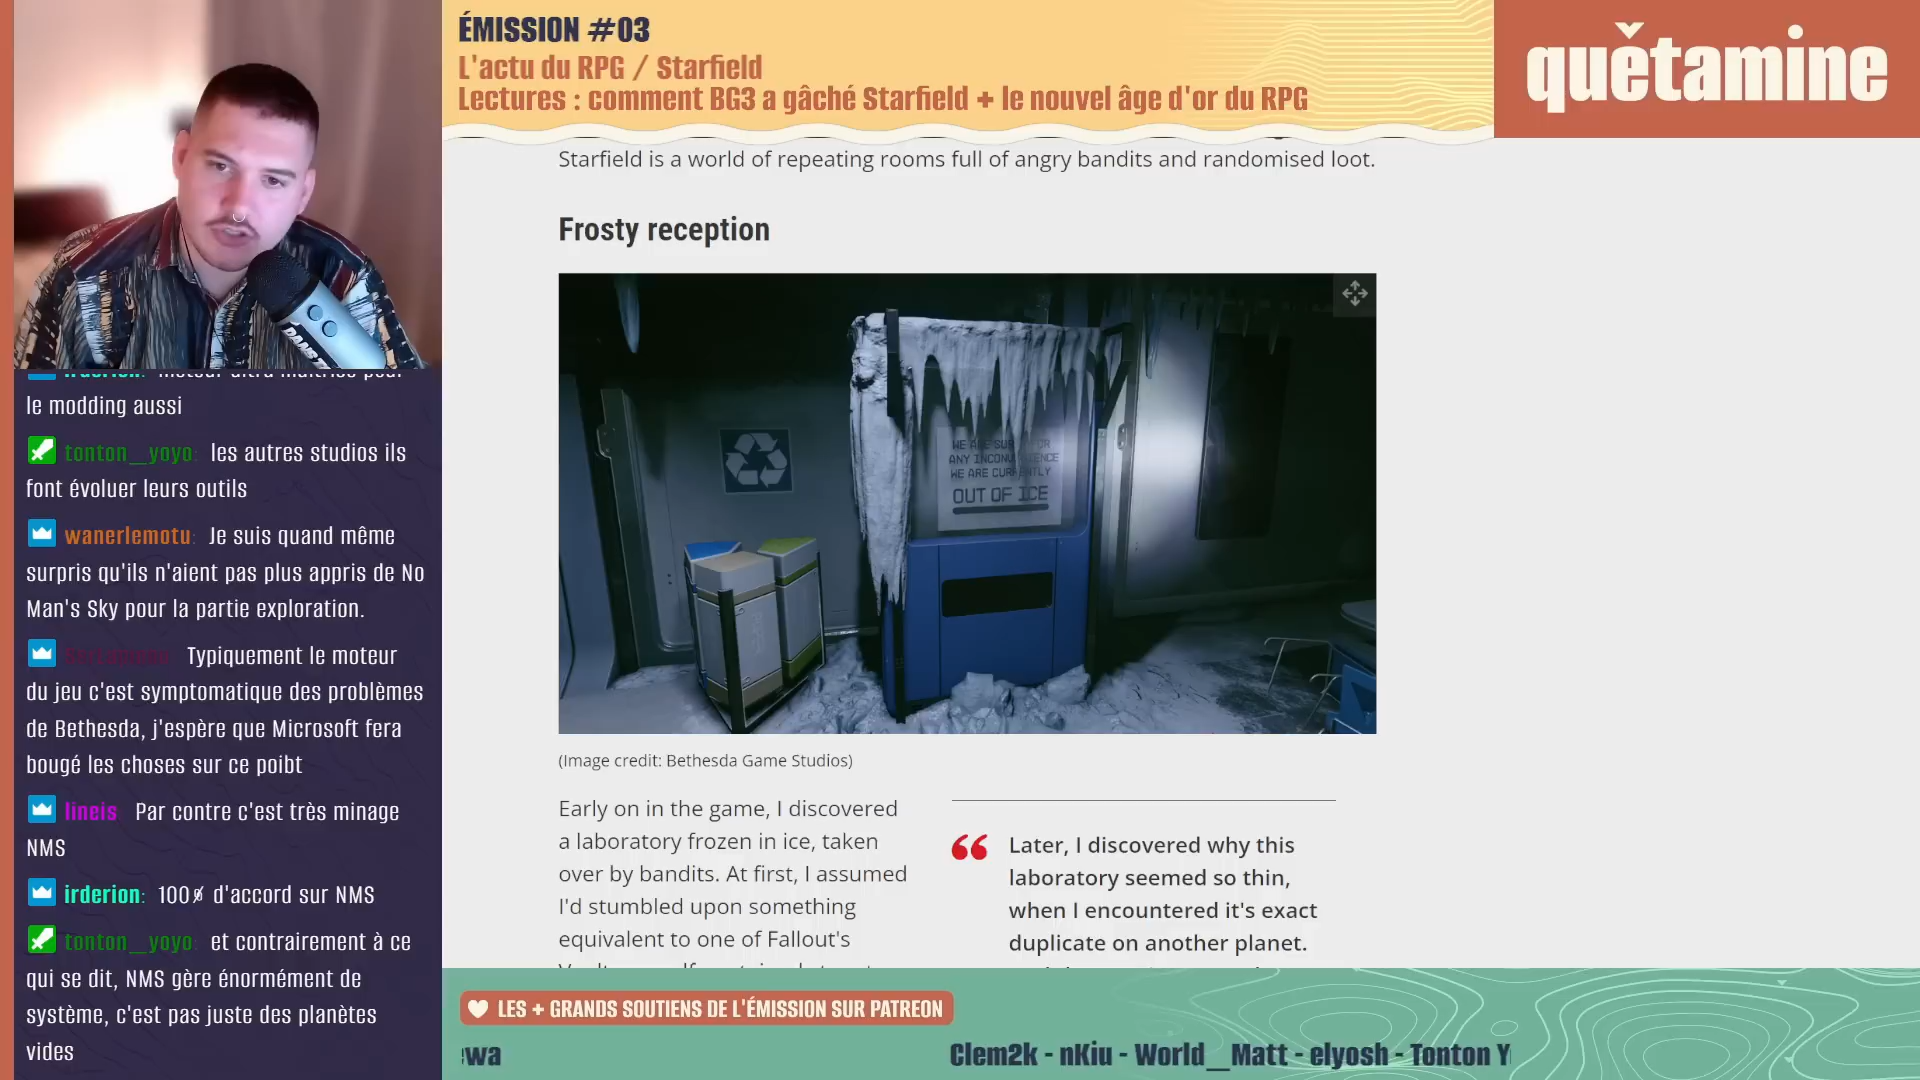 ÉMISSION #03
L'actu du RPG / Starfield
Lectures : comment BG3 a gâché Starfield + le nouvel âge d'or du RPG
quetamine
Starfield is a world of repeating rooms full of angry bandits and randomised loot.
Frosty reception
OUT OF ICE
(Image credit: Bethesda Game Studios)
Early on in the game, I discovered
a laboratory frozen in ice, taken
over by bandits. At first, I assumed
I'd stumbled upon something
equivalent to one of Fallout's
Later, I discovered why this
laboratory seemed so thin,
when I encountered it's exact
duplicate on another planet.
le modding aussi
tonton_yoyo: les autres studios ils
font évoluer leurs outils
wanerlemotu: Je suis quand même
surpris qu'ils n'aient pas plus appris de No
Man's Sky pour la partie exploration.
Typiquement le moteur
du jeu c'est symptomatique des problèmes
de Bethesda, j'espère que Microsoft fera
bougé les choses sur ce poibt
lineis: Par contre c'est très minage
NMS
irderion: 100% d'accord sur NMS
tonton_yoyo: et contrairement à ce
qui se dit, NMS gère énormément de
système, c'est pas juste des planètes
vides
LES + GRANDS SOUTIENS DE L'ÉMISSION SUR PATREON
wa
Clem2k - nKiu - World_Matt - elyosh - Tonton Y